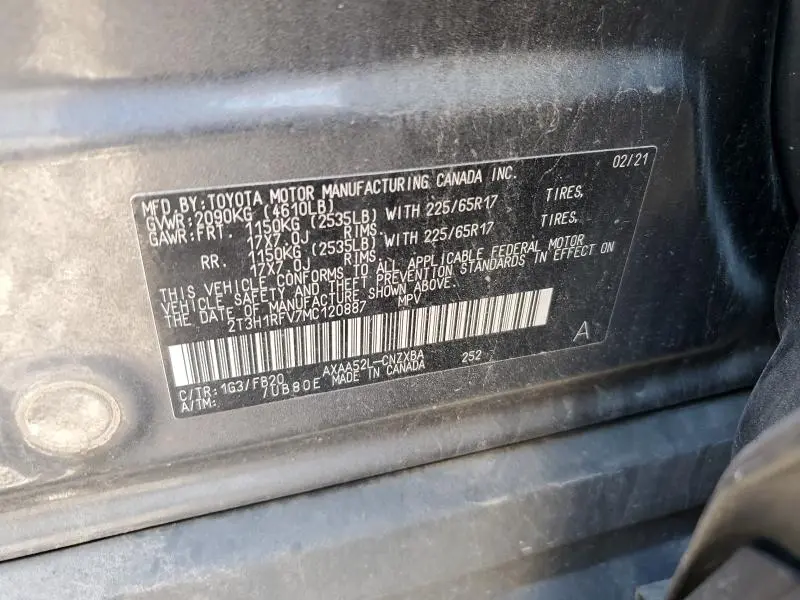 02/21
MFD BY:TOYOTA MOTOR MANUFACTURING CANADA INC.
GVWR:2090KG (4610LB)
GAWR:FRT. 1150KG (2535LB) WITH 225/65R17 TIRES,
17X7.0J RIMS.
RR. 1150KG (2535LB) WITH 225/65R17 TIRES,
17X7.0J RIMS.
THIS VEHICLE CONFORMS TO ALL APPLICABLE FEDERAL MOTOR
VEHICLE SAFETY AND THEFT PREVENTION STANDARDS IN EFFECT ON
THE DATE OF MANUFACTURE SHOWN ABOVE.
2T3H1RFV7MC120887 MPV
A
C/TR:1G3/FB20 AXAA52L-CNZXBA 252
A/TM: /UB80E MADE IN CANADA